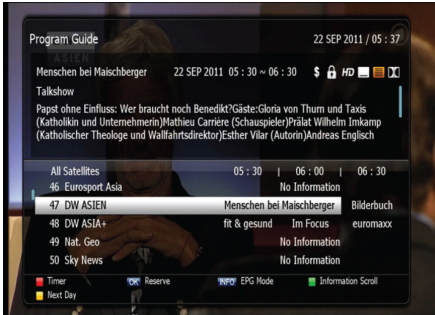 Program Guide 22 SEP 2011 / 05 : 37
ASIEN
Menschen bei Maischberger 22 SEP 2011 05 : 30 ~ 06 : 30 $ HD
Talkshow
Papst ohne Einfluss: Wer braucht noch Benedikt?Gäste:Gloria von Thurn und Taxis
(Katholikin und Unternehmerin)Mathieu Carrière (Schauspieler)Prälat Wilhelm Imkamp
(Katholischer Theologe und Wallfahrtsdirektor)Esther Vilar (Autorin)Andreas Englisch
All Satellites 05 : 30 | 06 : 00 | 06 : 30
46 Eurosport Asia No Information
47 DW ASIEN Menschen bei Maischberger Bilderbuch
48 DW ASIA+ fit & gesund Im Focus euromaxx
49 Nat. Geo No Information
50 Sky News No Information
Timer OK Reserve INFO EPG Mode Information Scroll
Next Day